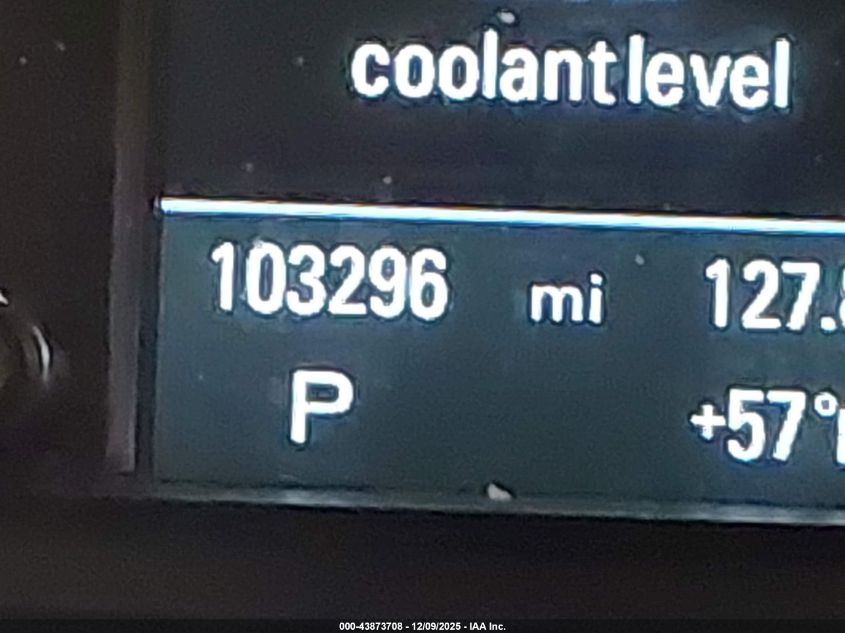 coolant level
103296 mi 127.
P +57°
000-43873708 - 12/09/2025 - IAA Inc.